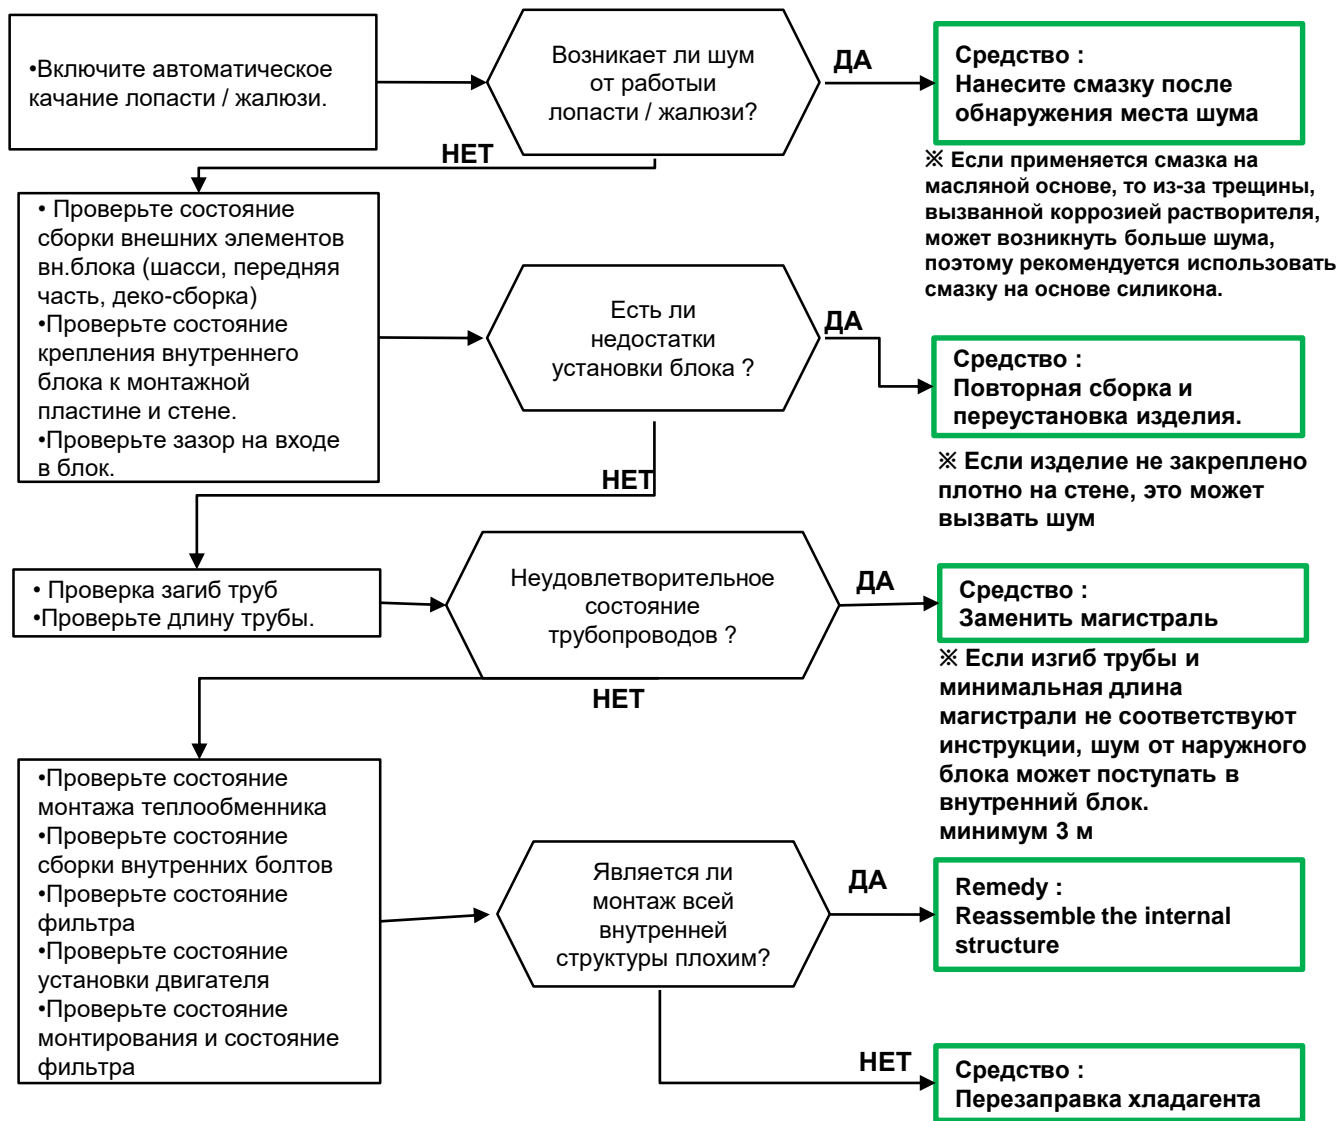 •Включите автоматическое
качание лопасти / жалюзи.
Возникает ли шум
от работыи
лопасти / жалюзи?
ДА
Средство :
Нанесите смазку после
обнаружения места шума
※ Если применяется смазка на
масляной основе, то из-за трещины,
вызванной коррозией растворителя,
может возникнуть больше шума,
поэтому рекомендуется использовать
смазку на основе силикона.
НЕТ
• Проверьте состояние
сборки внешних элементов
вн.блока (шасси, передняя
часть, деко-сборка)
•Проверьте состояние
крепления внутреннего
блока к монтажной
пластине и стене.
•Проверьте зазор на входе
в блок.
Есть ли
недостатки
установки блока ?
ДА
Средство :
Повторная сборка и
переустановка изделия.
※ Если изделие не закреплено
плотно на стене, это может
вызвать шум
НЕТ
• Проверка загиб труб
•Проверьте длину трубы.
Неудовлетворительное
состояние
трубопроводов ?
ДА
Средство :
Заменить магистраль
※ Если изгиб трубы и
минимальная длина
магистрали не соответствуют
инструкции, шум от наружного
блока может поступать в
внутренний блок.
минимум 3 м
НЕТ
•Проверьте состояние
монтажа теплообменника
•Проверьте состояние
сборки внутренних болтов
•Проверьте состояние
фильтра
•Проверьте состояние
установки двигателя
•Проверьте состояние
монтирования и состояние
фильтра
Является ли
монтаж всей
внутренней
структуры плохим?
ДА
Remedy :
Reassemble the internal
structure
НЕТ
Средство :
Перезаправка хладагента